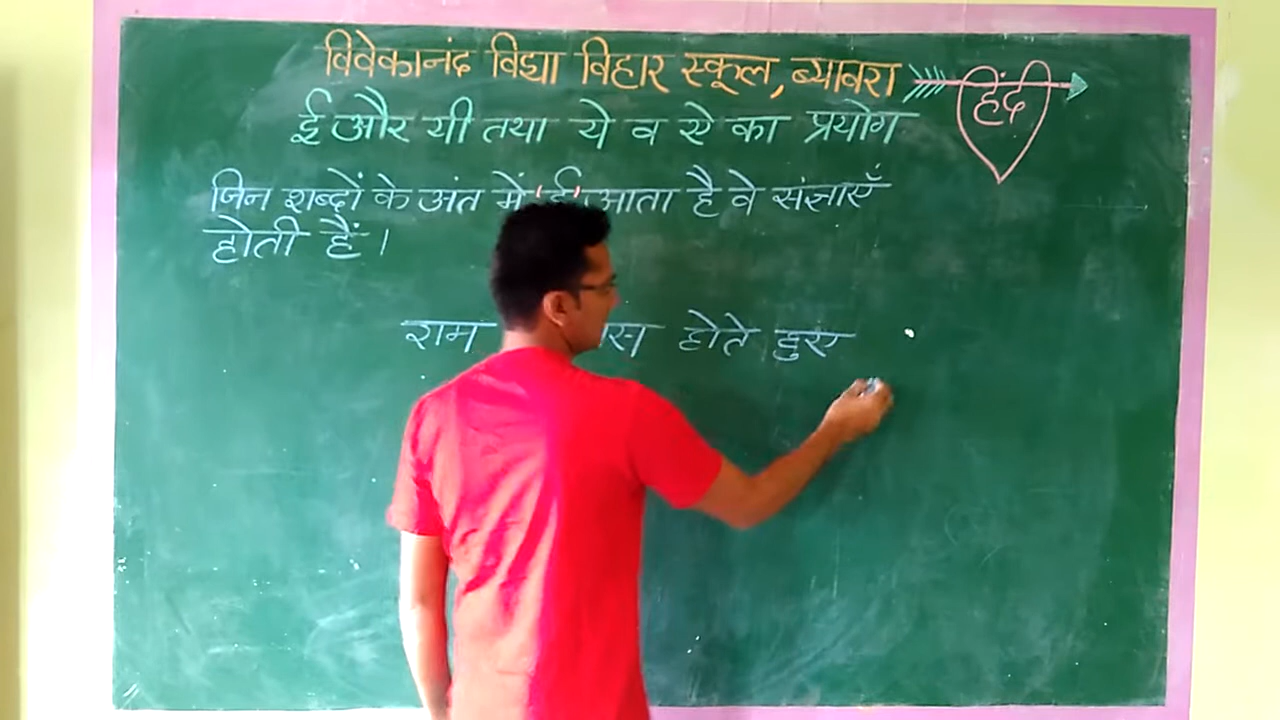 विवेकानंद विद्या विहार स्कूल, ब्यावरा
हिंदी
ई और यी तथा ये व ऐ का प्रयोग
जिन शब्दों के अंत में 'ई' आता है वे संज्ञाएँ
होती हैं।
राम होते हुए